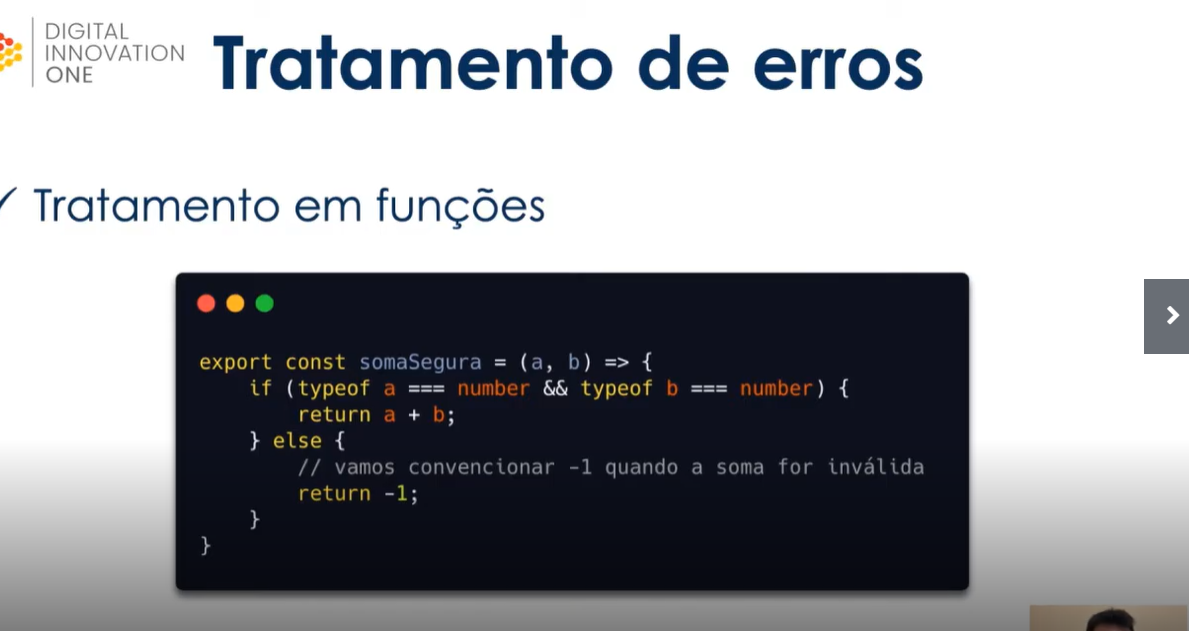 DIGITAL
INNOVATION
ONE
Tratamento de erros
✓ Tratamento em funções
export const somaSegura = (a, b) => {
    if (typeof a === number && typeof b === number) {
        return a + b;
    } else {
        // vamos convencionar -1 quando a soma for inválida
        return -1;
    }
}